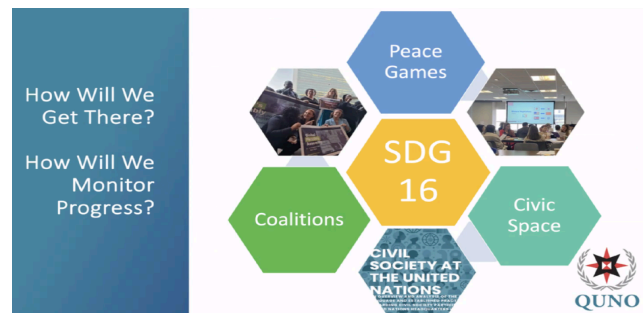 How Will We
Get There?
How Will We
Monitor
Progress?
Peace
Games
SDG
16
Coalitions
Civic
Space
CIVIL
SOCIETY AT
THE UNITED
NATIONS
QUNO